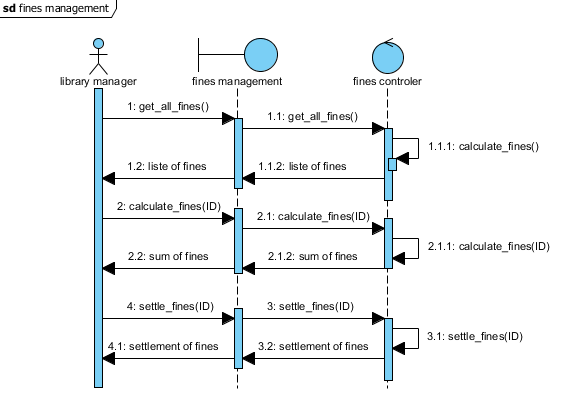 sd fines management
library manager
fines management
fines controler
1: get_all_fines()
1.1: get_all_fines()
1.1.1: calculate_fines()
1.2: liste of fines
1.1.2: liste of fines
2: calculate_fines(ID)
2.1: calculate_fines(ID)
2.1.1: calculate_fines(ID)
2.2: sum of fines
2.1.2: sum of fines
4: settle_fines(ID)
3: settle_fines(ID)
3.1: settle_fines(ID)
4.1: settlement of fines
3.2: settlement of fines